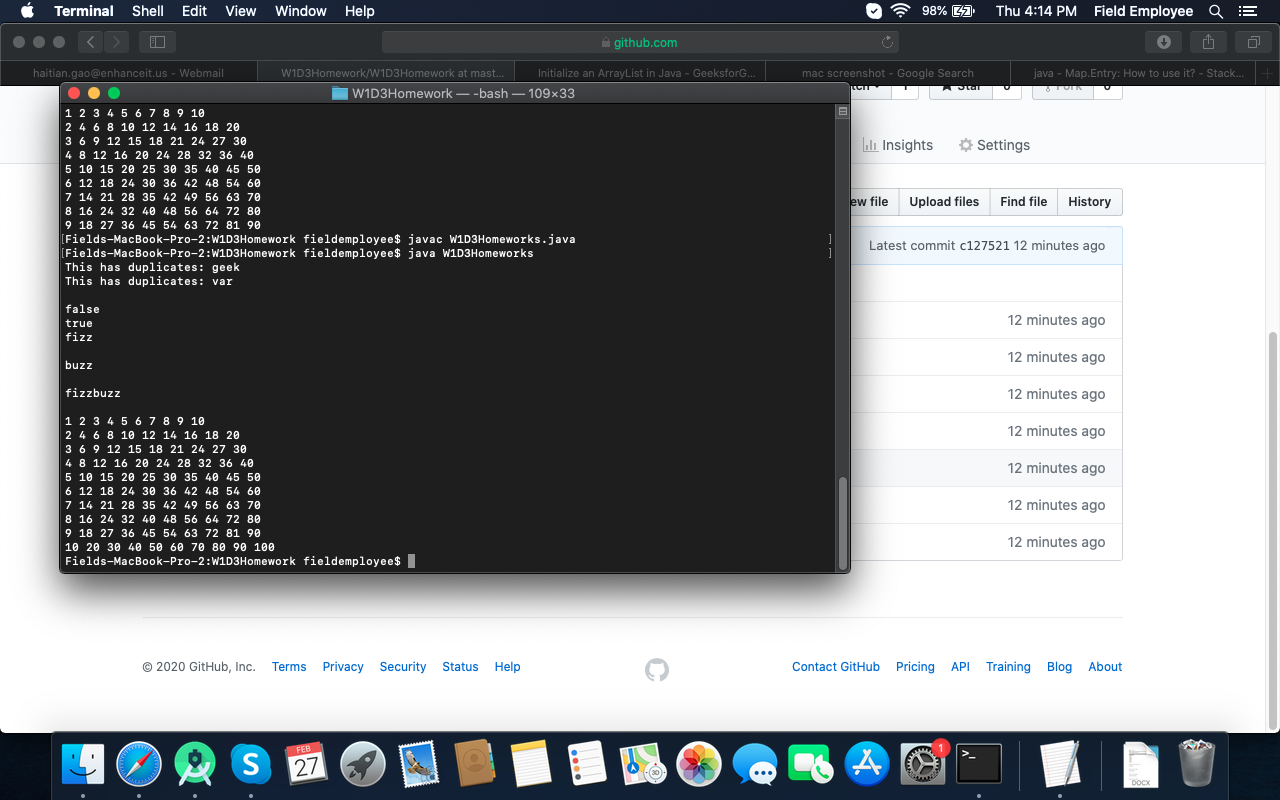 Terminal Shell Edit View Window Help 98% Thu 4:14 PM Field Employee
github.com
haitian.gao@enhanceit.us - Webmail W1D3Homework/W1D3Homework at mast... Initialize an ArrayList in Java - GeeksforG... mac screenshot - Google Search java - Map.Entry: How to use it? - Stack...
W1D3Homework — -bash — 109×33
1 Star 0 Fork 0
Insights Settings
ew file Upload files Find file History
Latest commit c127521 12 minutes ago
12 minutes ago
12 minutes ago
12 minutes ago
12 minutes ago
12 minutes ago
12 minutes ago
12 minutes ago
1 2 3 4 5 6 7 8 9 10
2 4 6 8 10 12 14 16 18 20
3 6 9 12 15 18 21 24 27 30
4 8 12 16 20 24 28 32 36 40
5 10 15 20 25 30 35 40 45 50
6 12 18 24 30 36 42 48 54 60
7 14 21 28 35 42 49 56 63 70
8 16 24 32 40 48 56 64 72 80
9 18 27 36 45 54 63 72 81 90
[Fields-MacBook-Pro-2:W1D3Homework fieldemployee$ javac W1D3Homeworks.java ]
[Fields-MacBook-Pro-2:W1D3Homework fieldemployee$ java W1D3Homeworks ]
This has duplicates: geek
This has duplicates: var
false
true
fizz
buzz
fizzbuzz
1 2 3 4 5 6 7 8 9 10
2 4 6 8 10 12 14 16 18 20
3 6 9 12 15 18 21 24 27 30
4 8 12 16 20 24 28 32 36 40
5 10 15 20 25 30 35 40 45 50
6 12 18 24 30 36 42 48 54 60
7 14 21 28 35 42 49 56 63 70
8 16 24 32 40 48 56 64 72 80
9 18 27 36 45 54 63 72 81 90
10 20 30 40 50 60 70 80 90 100
Fields-MacBook-Pro-2:W1D3Homework fieldemployee$
© 2020 GitHub, Inc. Terms Privacy Security Status Help Contact GitHub Pricing API Training Blog About
FEB
27
3D
1
>_
DOCX